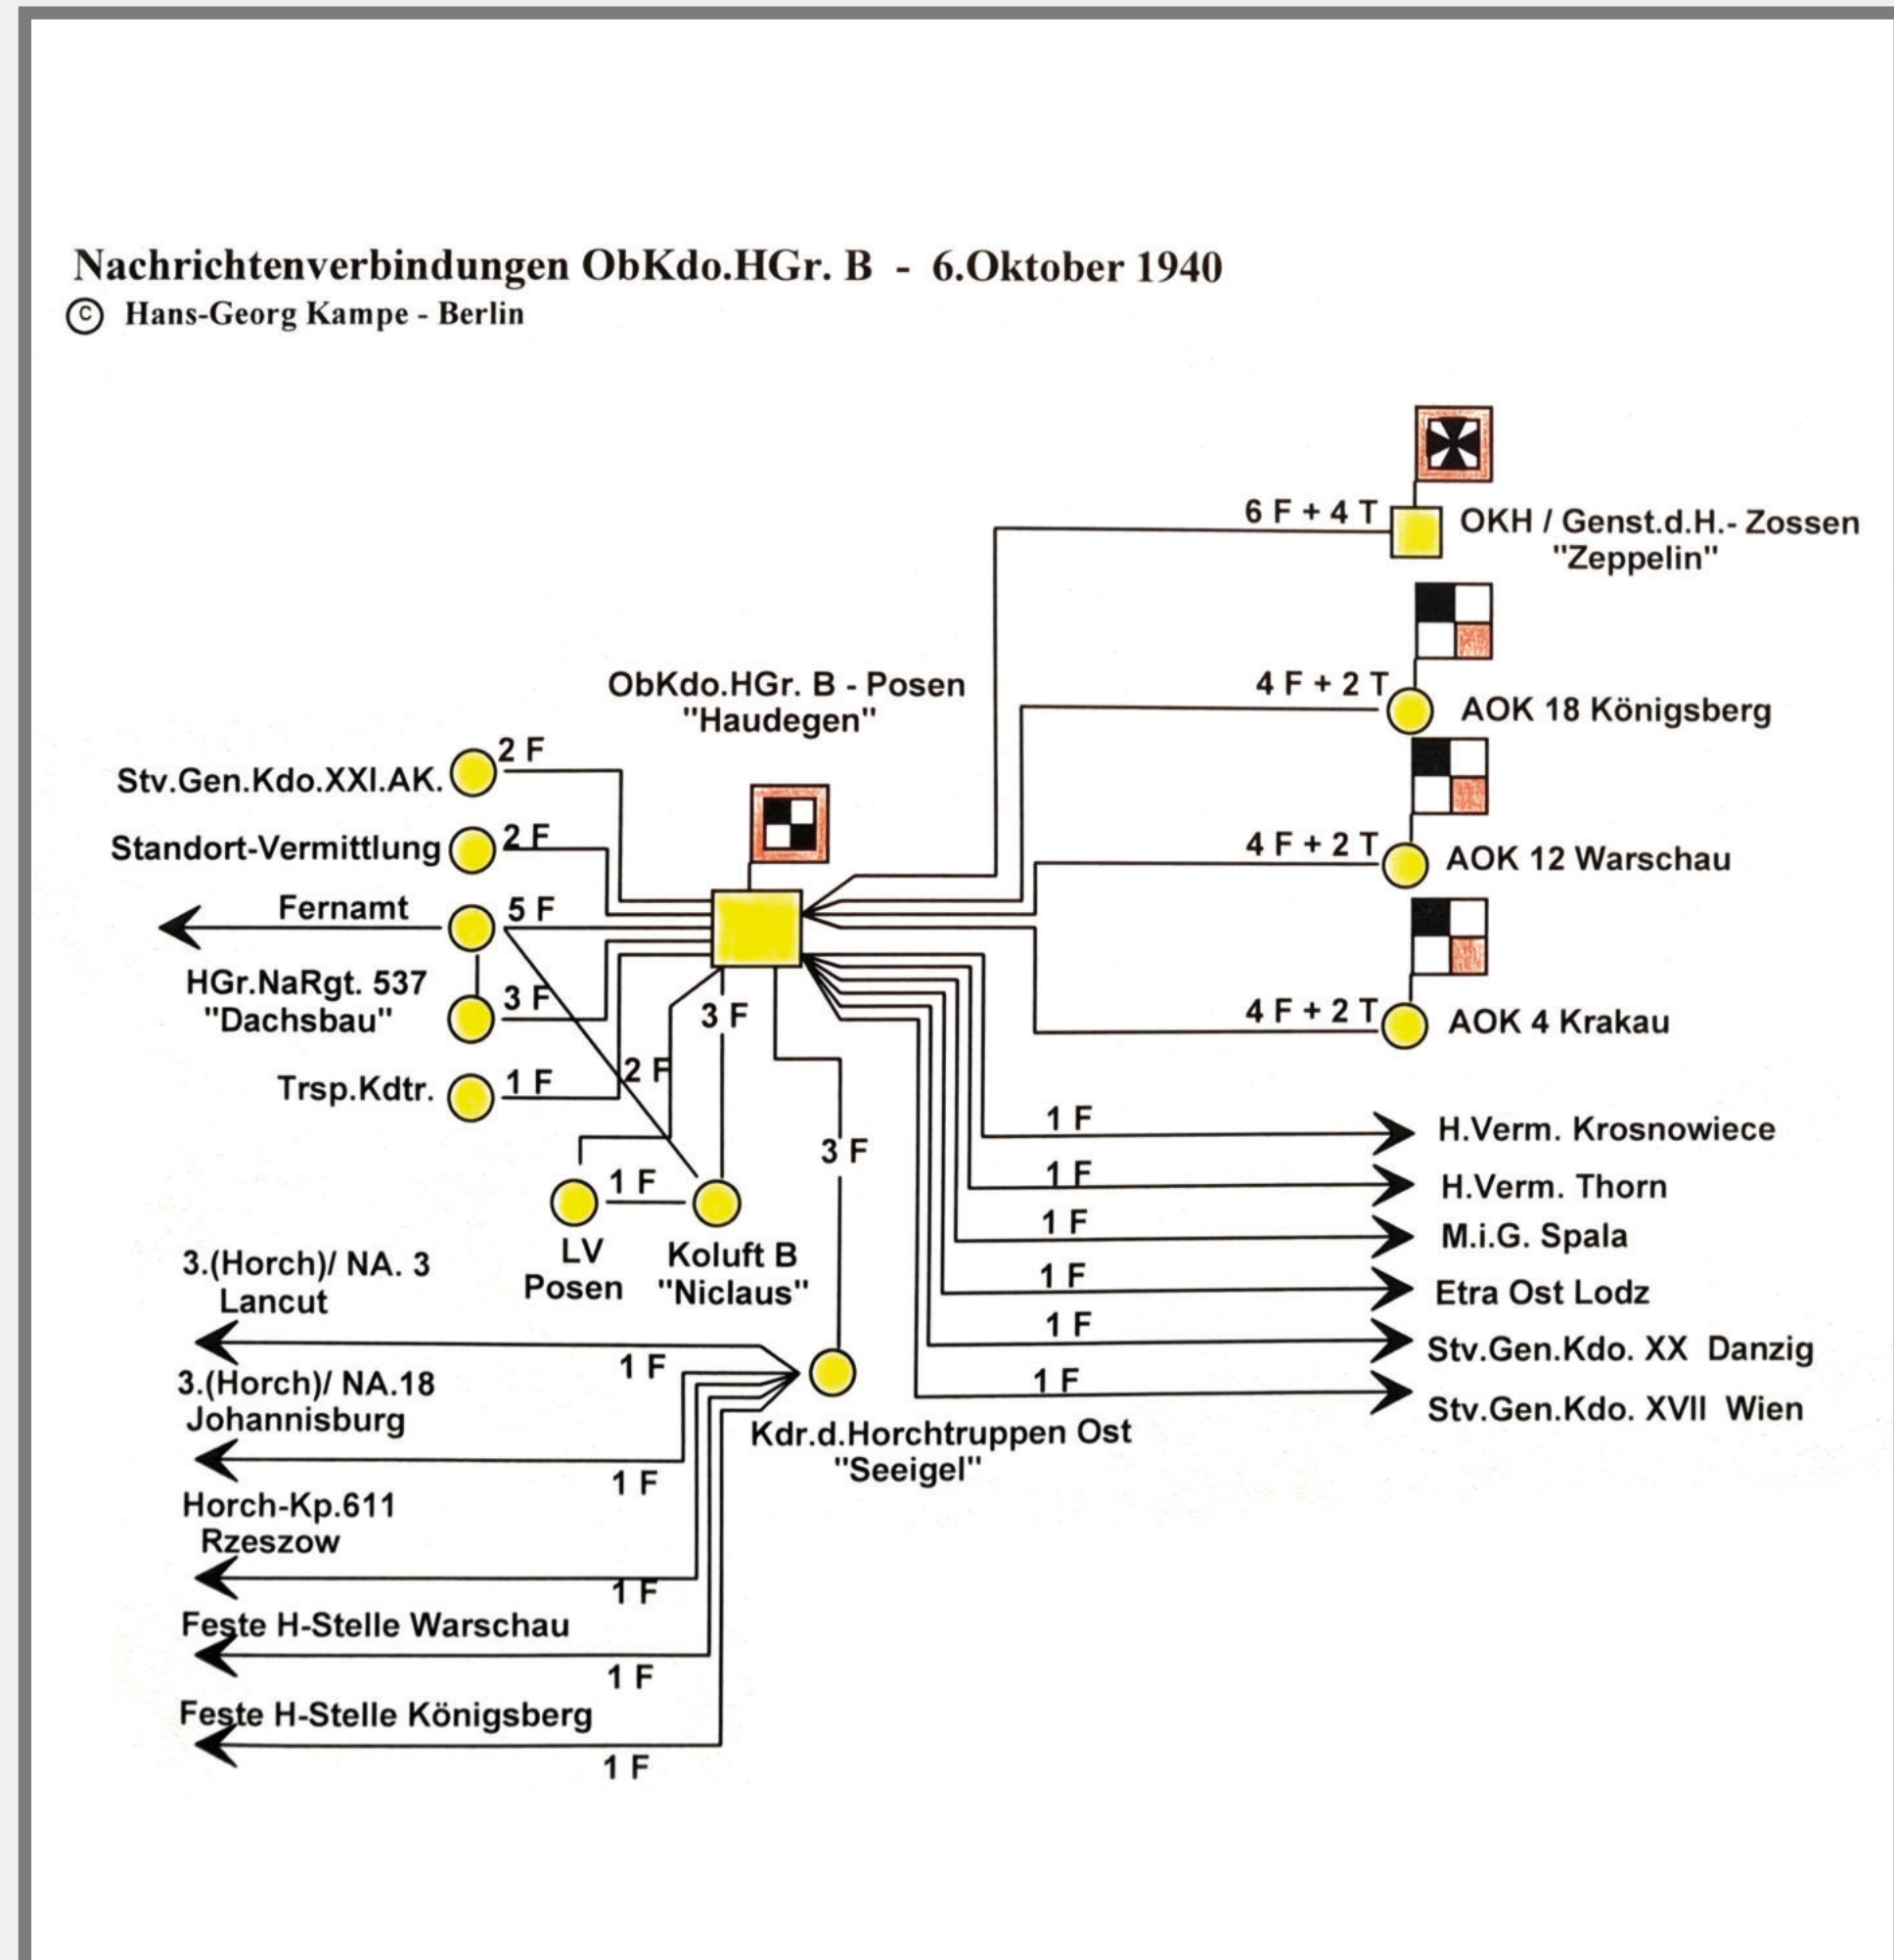 Nachrichtenverbindungen ObKdo.HGr. B - 6.Oktober 1940
© Hans-Georg Kampe - Berlin
6 F + 4 T
OKH / Genst.d.H.- Zossen
"Zeppelin"
ObKdo.HGr. B - Posen
"Haudegen"
4 F + 2 T
AOK 18 Königsberg
4 F + 2 T
AOK 12 Warschau
4 F + 2 T
AOK 4 Krakau
Stv.Gen.Kdo.XXI.AK.
2 F
Standort-Vermittlung
2 F
Fernamt
5 F
HGr.NaRgt. 537
"Dachsbau"
3 F
Trsp.Kdtr.
1 F
2 F
3 F
3 F
1 F
LV
Posen
Koluft B
"Niclaus"
1 F
H.Verm. Krosnowiece
1 F
H.Verm. Thorn
1 F
M.i.G. Spala
1 F
Etra Ost Lodz
1 F
Stv.Gen.Kdo. XX Danzig
1 F
Stv.Gen.Kdo. XVII Wien
Kdr.d.Horchtruppen Ost
"Seeigel"
3.(Horch)/ NA. 3
Lancut
1 F
3.(Horch)/ NA.18
Johannisburg
1 F
Horch-Kp.611
Rzeszow
1 F
Feste H-Stelle Warschau
1 F
Feste H-Stelle Königsberg
1 F